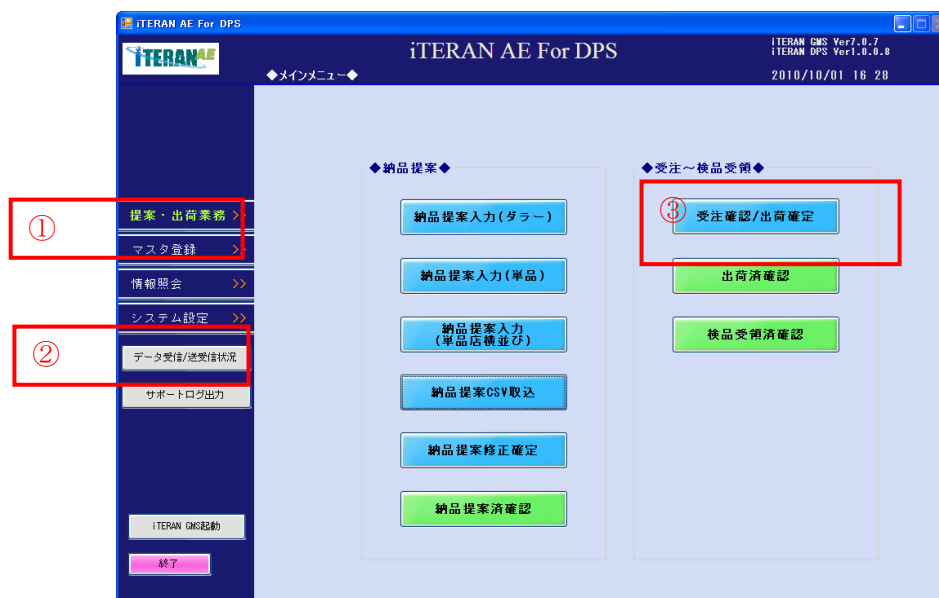 iTERAN AE For DPS
iTERANAE
iTERAN AE For DPS
iTERAN GMS Ver7.0.7
iTERAN DPS Ver1.0.0.8
◆メインメニュー◆
2010/10/01 16 28
①
提案・出荷業務 >>
マスタ登録 >>
情報照会 >>
システム設定 >>
②
データ受信/送受信状況
サポートログ出力
iTERAN GMS起動
終了
◆納品提案◆
納品提案入力(ダラー)
納品提案入力(単品)
納品提案入力
(単品店横並び)
納品提案CSV取込
納品提案修正確定
納品提案済確認
◆受注~検品受領◆
③
受注確認/出荷確定
出荷済確認
検品受領済確認